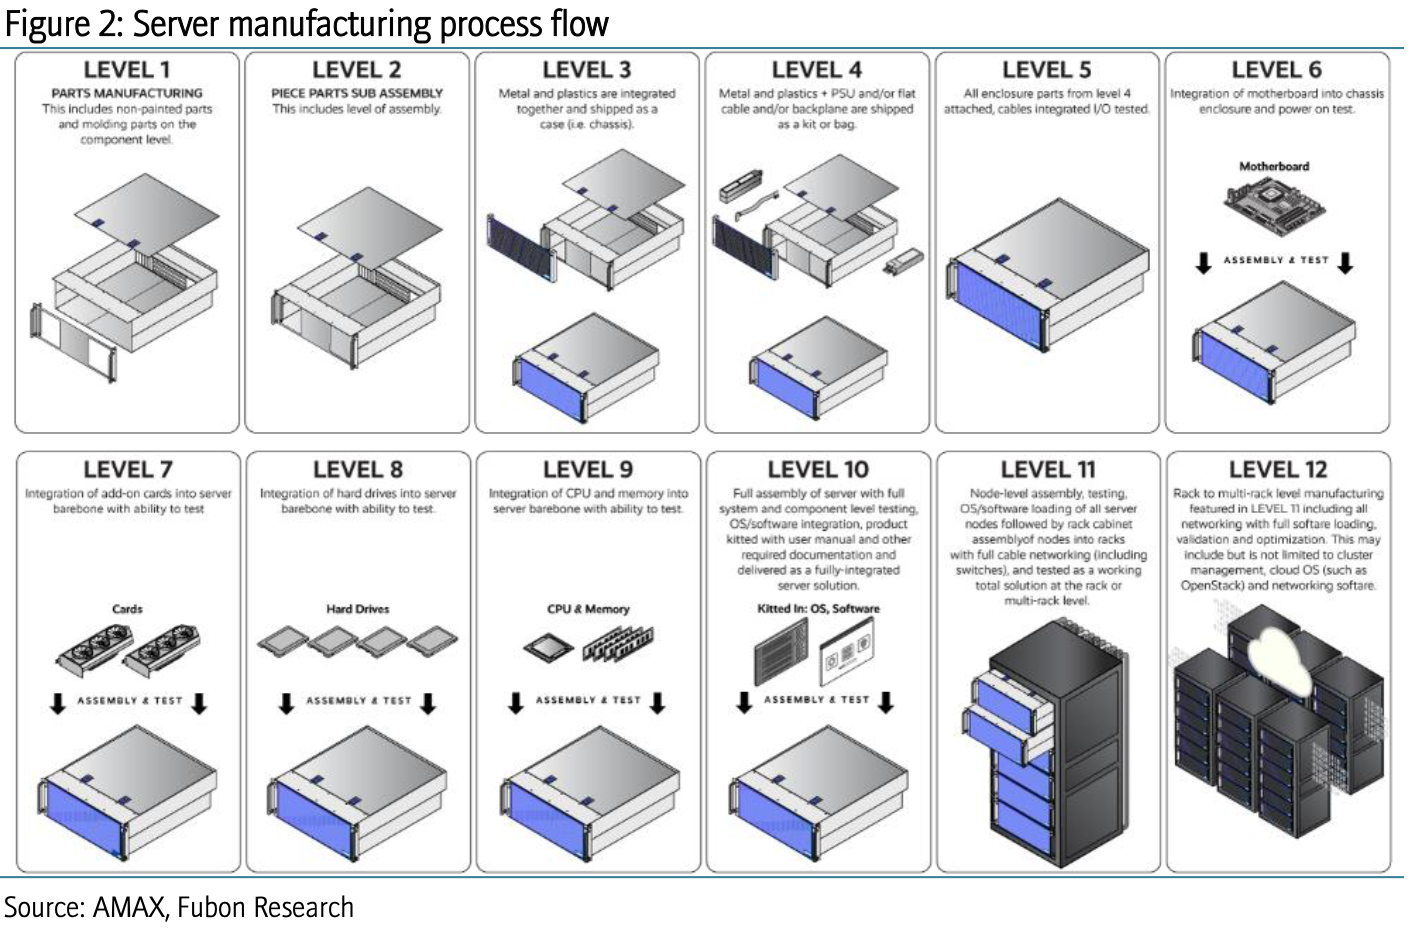 Figure 2: Server manufacturing process flow
LEVEL 1
PARTS MANUFACTURING
This includes non-painted parts
and molding parts on the
component level.
LEVEL 2
PIECE PARTS SUB ASSEMBLY
This includes level of assembly.
LEVEL 3
Metal and plastics are integrated
together and shipped as a
case (i.e. chassis).
LEVEL 4
Metal and plastics + PSU and/or flat
cable and/or backplane are shipped
as a kit or bag.
LEVEL 5
All enclosure parts from level 4
attached, cables integrated I/O tested.
LEVEL 6
Integration of motherboard into chassis
enclosure and power on test.
Motherboard
ASSEMBLY & TEST
LEVEL 7
Integration of add-on cards into server
barebone with ability to test
Cards
ASSEMBLY & TEST
LEVEL 8
Integration of hard drives into server
barebone with ability to test.
Hard Drives
ASSEMBLY & TEST
LEVEL 9
Integration of CPU and memory into
server barebone with ability to test.
CPU & Memory
ASSEMBLY & TEST
LEVEL 10
Full assembly of server with full
system and component level testing,
OS/software integration, product
kitted with user manual and other
required documentation and
delivered as a fuilly-integrated
server solution.
Kitted In: OS, Software
ASSEMBLY & TEST
LEVEL 11
Node-level assembly, testing,
OS/software loading of all server
nodes followed by rack cabinet
assemblyof nodes into racks
with full cable networking (including
switches), and tested as a working
total solution at the rack or
multi-rack level.
LEVEL 12
Rack to multi-rack level manufacturing
featured in LEVEL 11 including all
networking with full softare loading,
validation and optimization. This may
include but is not limited to cluster
management, cloud OS (such as
OpenStack) and networking softare.
Source: AMAX, Fubon Research